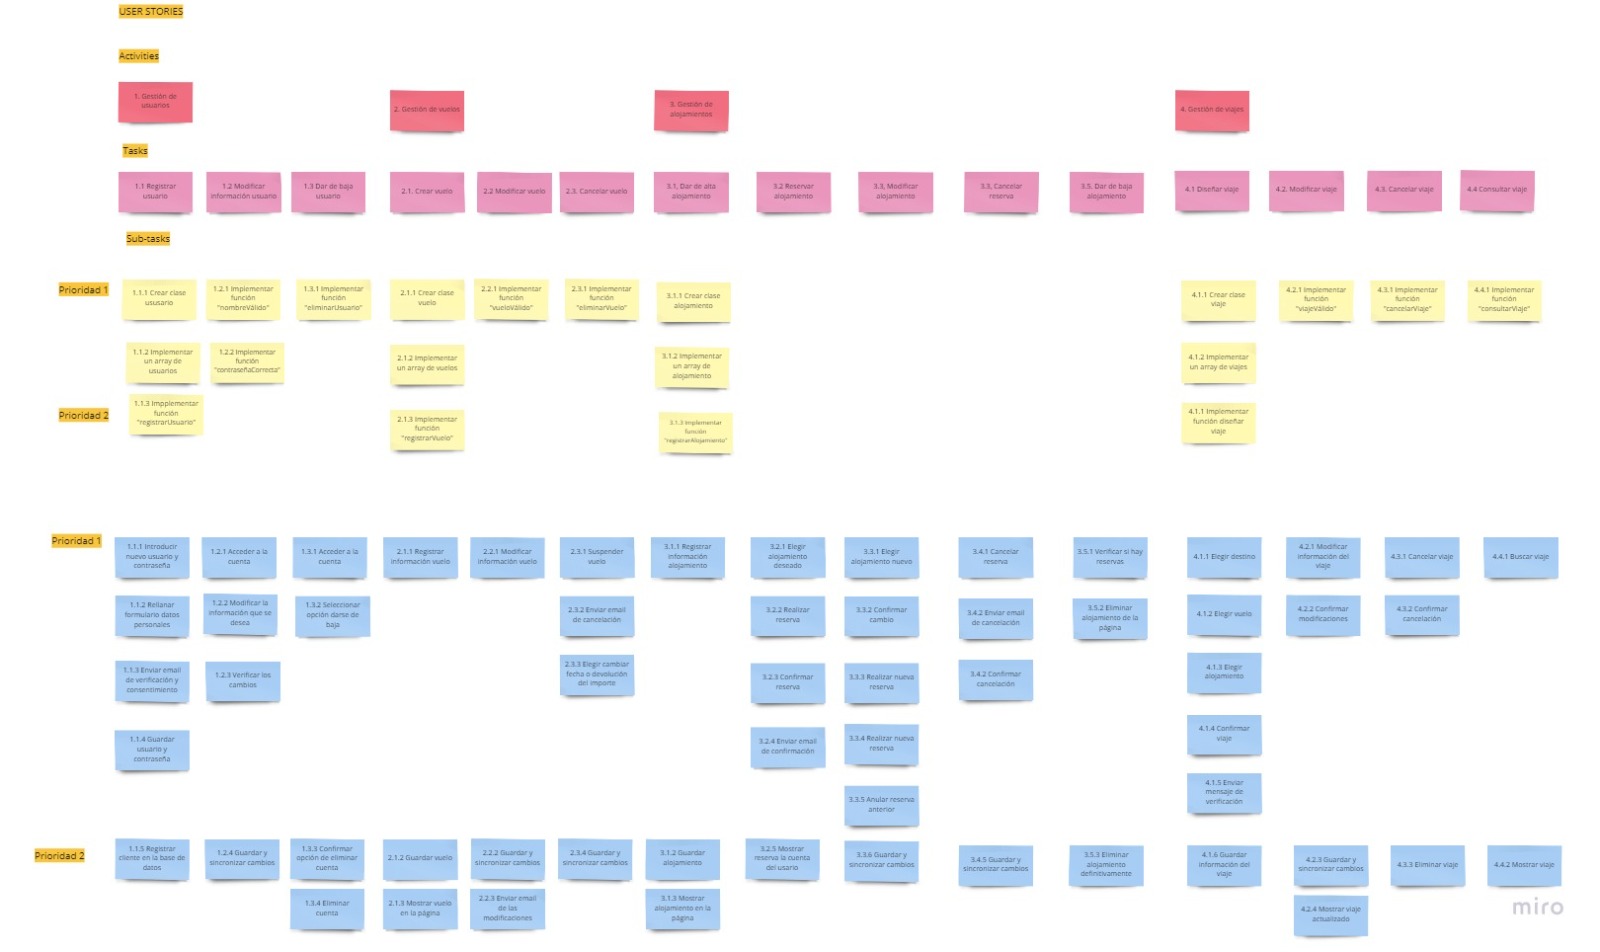 USER STORIES
Activities
1. Gestión de
usuarios
2. Gestión de vuelos
3. Gestión de
alojamientos
4. Gestión de viajes
Tasks
1.1 Registrar
usuario
1.2 Modificar
información usuario
1.3 Dar de baja
usuario
2.1. Crear vuelo
2.2 Modificar vuelo
2.3. Cancelar vuelo
3.1, Dar de alta
alojamiento
3.2 Reservar
alojamiento
3.3, Modificar
alojamiento
3.3, Cancelar
reserva
3.5. Dar de baja
alojamiento
4.1 Diseñar viaje
4.2. Modificar viaje
4.3. Cancelar viaje
4.4 Consultar viaje
Sub-tasks
Prioridad 1
1.1.1 Crear clase
ususario
1.2.1 Implementar
función
"nombreVálido"
1.3.1 Implementar
función
"eliminarUsuario"
2.1.1 Crear clase
vuelo
2.2.1 Implementar
función
"vueloVálido"
2.3.1 Implementar
función
"eliminarVuelo"
3.1.1 Crear clase
alojamiento
4.1.1 Crear clase
viaje
4.2.1 Implementar
función
"viajeVálido"
4.3.1 Implementar
función
"cancelarViaje"
4.4.1 Implementar
función
"consultarViaje"
1.1.2 Implementar
un array de
usuarios
1.2.2 Implementar
función
"contraseñaCorrecta"
2.1.2 Implementar
un array de vuelos
3.1.2 Implementar
un array de
alojamiento
4.1.2 Implementar
un array de viajes
Prioridad 2
1.1.3 Impplementar
función
"registrarUsuario"
2.1.3 Implementar
función
"registrarVuelo"
3.1.3 Implementar
función
"registrarAlojamiento"
4.1.1 Implementar
función diseñar
viaje
Prioridad 1
1.1.1 Introducir
nuevo usuario y
contraseña
1.2.1 Acceder a la
cuenta
1.3.1 Acceder a la
cuenta
2.1.1 Registrar
información vuelo
2.2.1 Modificar
información vuelo
2.3.1 Suspender
vuelo
3.1.1 Registrar
información
alojamiento
3.2.1 Elegir
alojamiento
deseado
3.3.1 Elegir
alojamiento nuevo
3.4.1 Cancelar
reserva
3.5.1 Verificar si hay
reservas
4.1.1 Elegir destino
4.2.1 Modificar
información del
viaje
4.3.1 Cancelar viaje
4.4.1 Buscar viaje
1.1.2 Rellanar
formulario datos
personales
1.2.2 Modificar la
información que se
desea
1.3.2 Seleccionar
opción darse de
baja
2.3.2 Enviar email
de cancelación
3.2.2 Realizar
reserva
3.3.2 Confirmar
cambio
3.4.2 Enviar email
de cancelación
3.5.2 Eliminar
alojamiento de la
página
4.1.2 Elegir vuelo
4.2.2 Confirmar
modificaciones
4.3.2 Confirmar
cancelación
1.1.3 Enviar email
de verificación y
consentimiento
1.2.3 Verificar los
cambios
2.3.3 Elegir cambiar
fecha o devolución
del importe
3.2.3 Confirmar
reserva
3.3.3 Realizar nueva
reserva
3.4.2 Confirmar
cancelación
4.1.3 Elegir
alojamiento
1.1.4 Guardar
usuario y
contraseña
3.2.4 Enviar email
de confirmación
3.3.4 Realizar nueva
reserva
4.1.4 Confirmar
viaje
3.3.5 Anular reserva
anterior
4.1.5 Enviar
mensaje de
verificación
Prioridad 2
1.1.5 Registrar
cliente en la base de
datos
1.2.4 Guardar y
sincronizar cambios
1.3.3 Confirmar
opción de eliminar
cuenta
2.1.2 Guardar vuelo
2.2.2 Guardar y
sincronizar cambios
2.3.4 Guardar y
sincronizar cambios
3.1.2 Guardar
alojamiento
3.2.5 Mostrar
reserva la cuenta
del usario
3.3.6 Guardar y
sincronizar cambios
3.4.5 Guardar y
sincronizar cambios
3.5.3 Eliminar
alojamiento
definitivamente
4.1.6 Guardar
información del
viaje
4.2.3 Guardar y
sincronizar cambios
4.3.3 Eliminar viaje
4.4.2 Mostrar viaje
1.3.4 Eliminar
cuenta
2.1.3 Mostrar vuelo
en la página
2.2.3 Enviar email
de las
modificaciones
3.1.3 Mostrar
alojamiento en la
página
4.2.4 Mostrar viaje
actualizado
miro